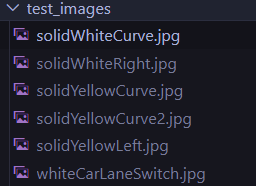 test_images
solidWhiteCurve.jpg
solidWhiteRight.jpg
solidYellowCurve.jpg
solidYellowCurve2.jpg
solidYellowLeft.jpg
whiteCarLaneSwitch.jpg